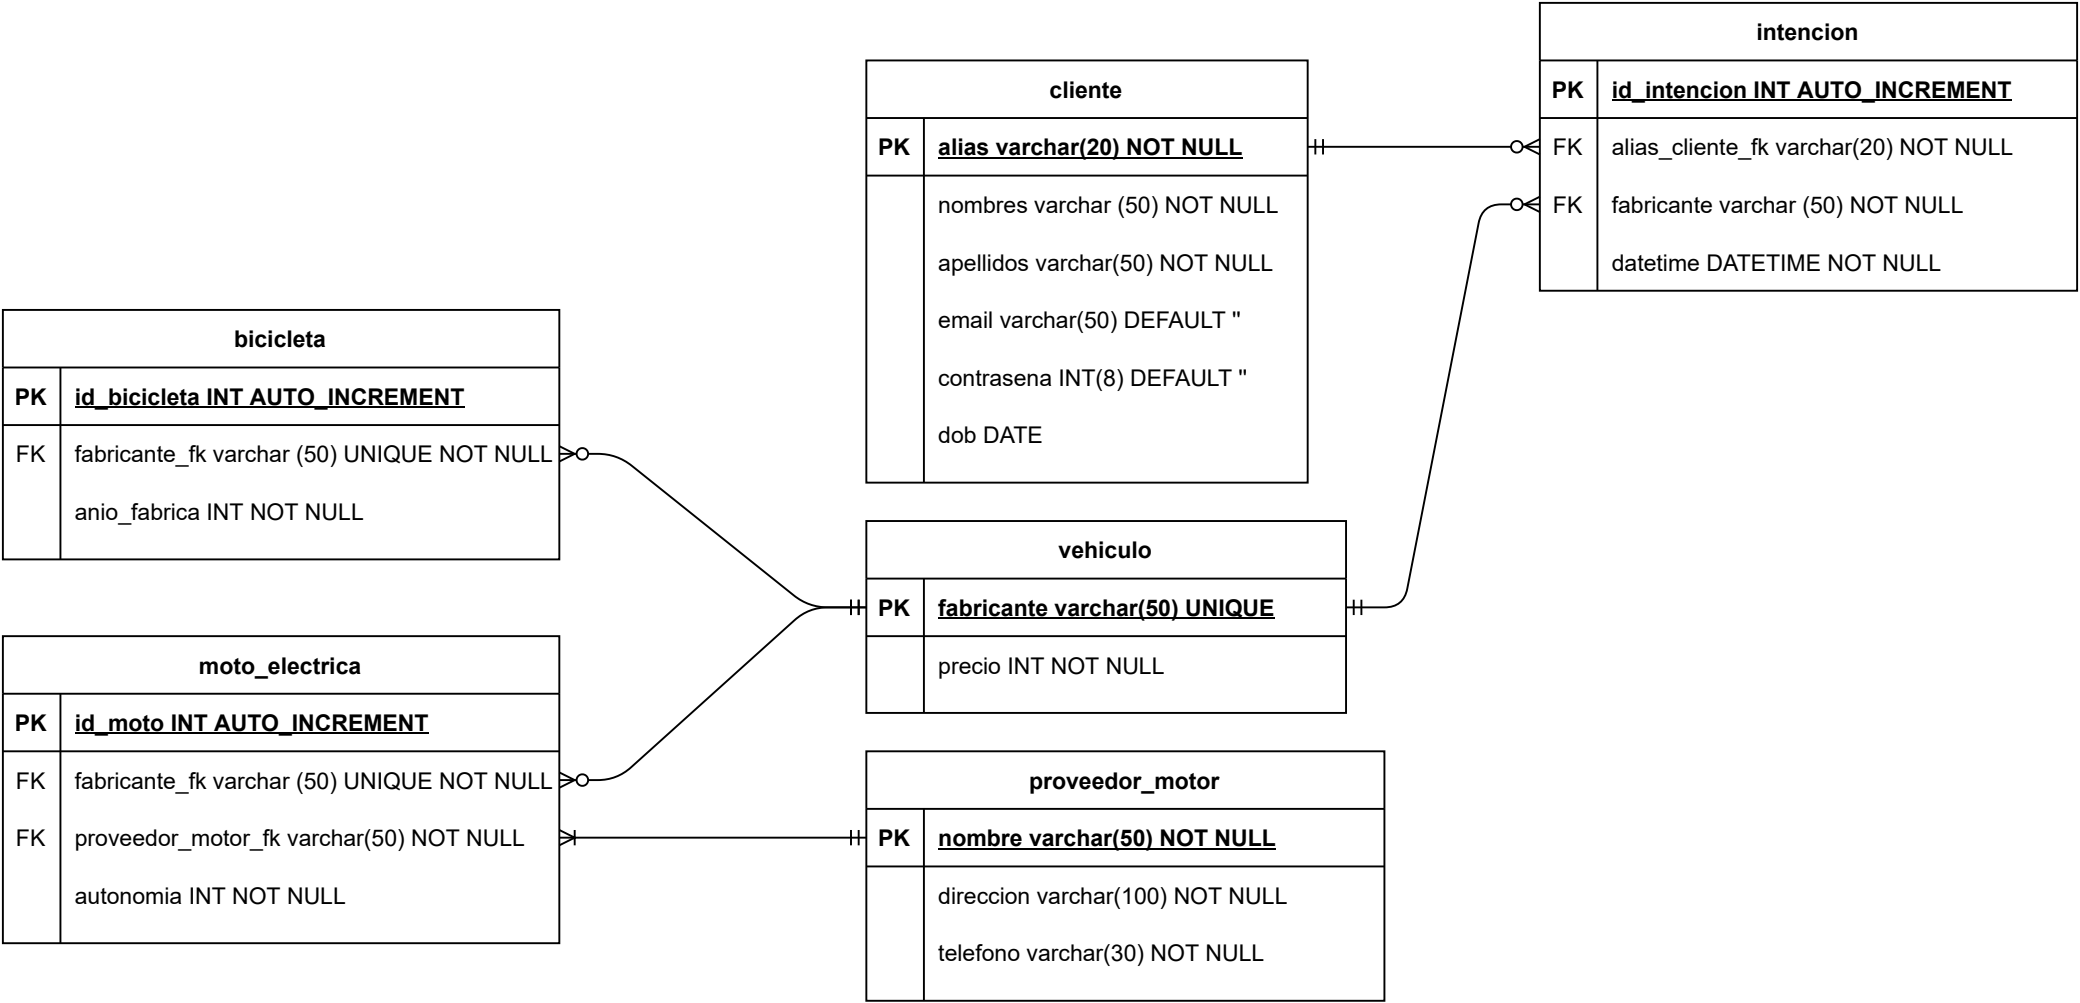 intencion
PK id_intencion INT AUTO_INCREMENT
FK alias_cliente_fk varchar(20) NOT NULL
FK fabricante varchar (50) NOT NULL
datetime DATETIME NOT NULL
cliente
PK alias varchar(20) NOT NULL
nombres varchar (50) NOT NULL
apellidos varchar(50) NOT NULL
email varchar(50) DEFAULT ''
contrasena INT(8) DEFAULT ''
dob DATE
bicicleta
PK id_bicicleta INT AUTO_INCREMENT
FK fabricante_fk varchar (50) UNIQUE NOT NULL
anio_fabrica INT NOT NULL
vehiculo
PK fabricante varchar(50) UNIQUE
precio INT NOT NULL
moto_electrica
PK id_moto INT AUTO_INCREMENT
FK fabricante_fk varchar (50) UNIQUE NOT NULL
FK proveedor_motor_fk varchar(50) NOT NULL
autonomia INT NOT NULL
proveedor_motor
PK nombre varchar(50) NOT NULL
direccion varchar(100) NOT NULL
telefono varchar(30) NOT NULL